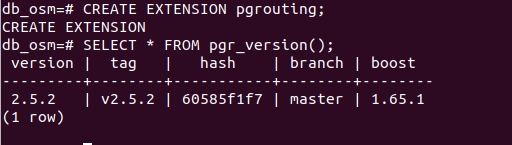 db_osm=# CREATE EXTENSION pgrouting;
CREATE EXTENSION
db_osm=# SELECT * FROM pgr_version();
 version |  tag   |   hash    | branch | boost
---------+--------+-----------+--------+--------
 2.5.2   | v2.5.2 | 60585f1f7 | master | 1.65.1
(1 row)